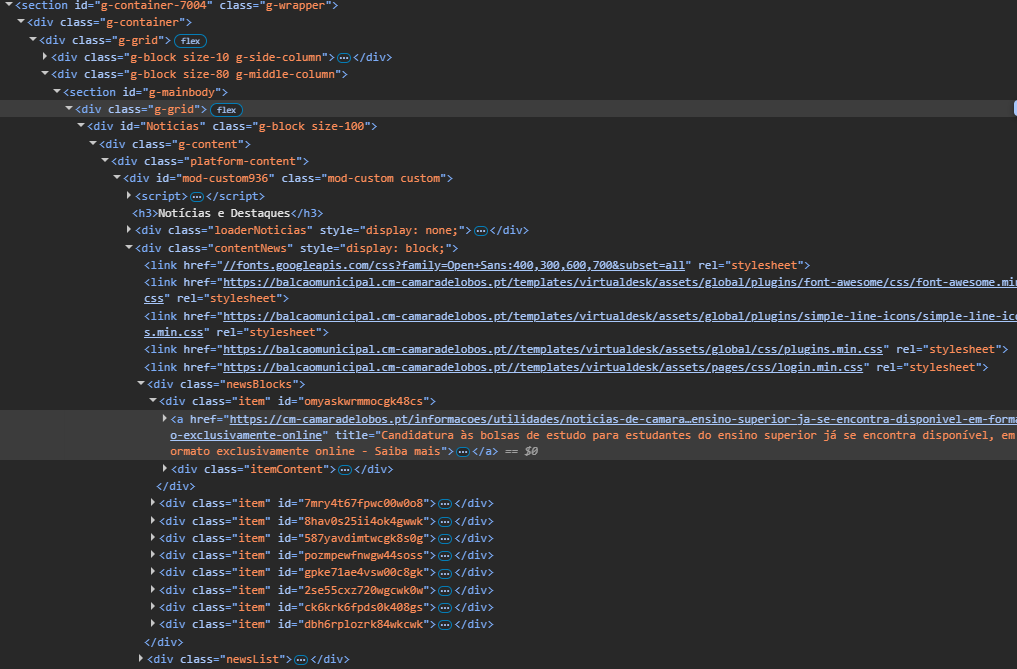 <section id="g-container-7004" class="g-wrapper">
<div class="g-container">
<div class="g-grid"> flex
<div class="g-block size-10 g-side-column"> … </div>
<div class="g-block size-80 g-middle-column">
<section id="g-mainbody">
<div class="g-grid"> flex
<div id="Noticias" class="g-block size-100">
<div class="g-content">
<div class="platform-content">
<div id="mod-custom936" class="mod-custom custom">
<script> … </script>
<h3>Notícias e Destaques</h3>
<div class="loaderNoticias" style="display: none;"> … </div>
<div class="contentNews" style="display: block;">
<link href="//fonts.googleapis.com/css?family=Open+Sans:400,300,600,700&subset=all" rel="stylesheet">
<link href="https://balcaomunicipal.cm-camaradelobos.pt/templates/virtualdesk/assets/global/plugins/font-awesome/css/font-awesome.mi
css" rel="stylesheet">
<link href="https://balcaomunicipal.cm-camaradelobos.pt/templates/virtualdesk/assets/global/plugins/simple-line-icons/simple-line-ic
s.min.css" rel="stylesheet">
<link href="https://balcaomunicipal.cm-camaradelobos.pt//templates/virtualdesk/assets/global/css/plugins.min.css" rel="stylesheet">
<link href="https://balcaomunicipal.cm-camaradelobos.pt//templates/virtualdesk/assets/pages/css/login.min.css" rel="stylesheet">
<div class="newsBlocks">
<div class="item" id="omyaskwrmmocgk48cs">
<a href="https://cm-camaradelobos.pt/informacoes/utilidades/noticias-de-camara…ensino-superior-ja-se-encontra-disponivel-em-forma
o-exclusivamente-online" title="Candidatura às bolsas de estudo para estudantes do ensino superior já se encontra disponível, em
ormato exclusivamente online - Saiba mais"> … </a> == $0
<div class="itemContent"> … </div>
</div>
<div class="item" id="7mry4t67fpwc00w0o8"> … </div>
<div class="item" id="8hav0s25ii4ok4gwwk"> … </div>
<div class="item" id="587yavdimtwcgk8s0g"> … </div>
<div class="item" id="pozmpewfnwgw44soss"> … </div>
<div class="item" id="gpke71ae4vsw00c8gk"> … </div>
<div class="item" id="2se55cxz720wgcwk0w"> … </div>
<div class="item" id="ck6krk6fpds0k408gs"> … </div>
<div class="item" id="dbh6rplozrk84wkcwk"> … </div>
</div>
<div class="newsList"> … </div>